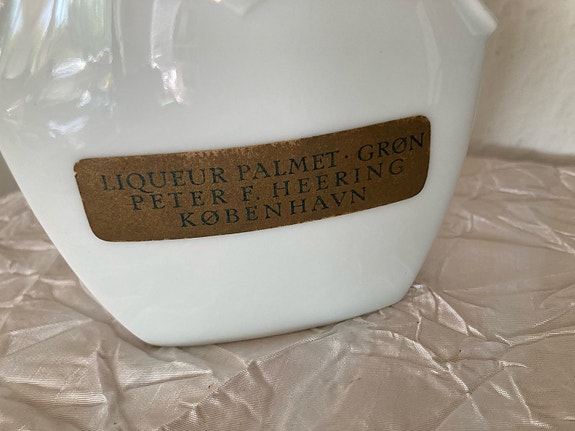 LIQUEUR PALMET · GRØN
PETER F. HEERING
KØBENHAVN